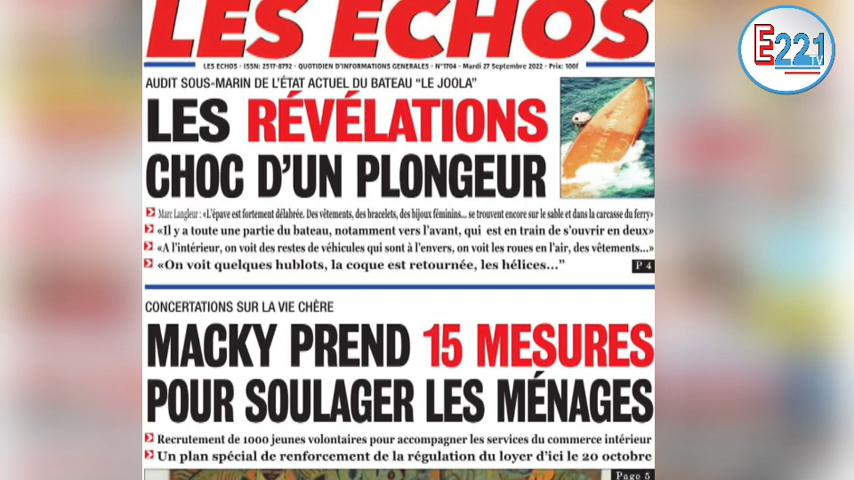 LES ECHOS
E221
TV
LES ECHOS - ISSN: 2517-8792 - QUOTIDIEN D'INFORMATIONS GENERALES - N°1704 - Mardi 27 Septembre 2022 - Prix: 100f
AUDIT SOUS-MARIN DE L'ÉTAT ACTUEL DU BATEAU "LE JOOLA"
LES RÉVÉLATIONS
CHOC D'UN PLONGEUR
Marc Langleur : «L'épave est fortement délabrée. Des vêtements, des bracelets, des bijoux féminins... se trouvent encore sur le sable et dans la carcasse du ferry»
«Il y a toute une partie du bateau, notamment vers l'avant, qui est en train de s'ouvrir en deux»
«A l'intérieur, on voit des restes de véhicules qui sont à l'envers, on voit les roues en l'air, des vêtements...»
«On voit quelques hublots, la coque est retournée, les hélices..."
P 4
CONCERTATIONS SUR LA VIE CHÈRE
MACKY PREND 15 MESURES
POUR SOULAGER LES MÉNAGES
Recrutement de 1000 jeunes volontaires pour accompagner les services du commerce intérieur
Un plan spécial de renforcement de la régulation du loyer d'ici le 20 octobre
Page 5